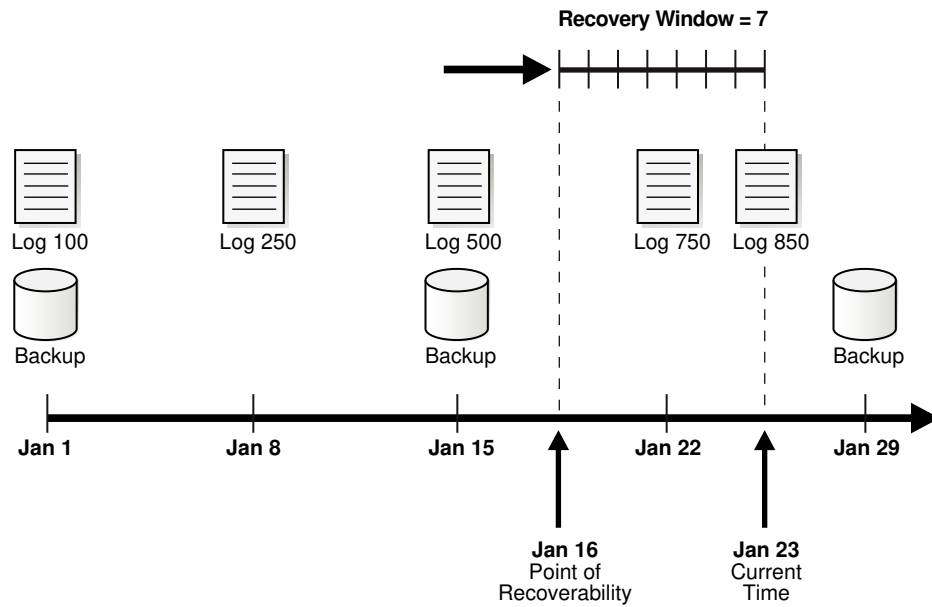 Recovery Window = 7
Log 100
Log 250
Log 500
Log 750
Log 850
Backup
Backup
Backup
Jan 1
Jan 8
Jan 15
Jan 22
Jan 29
Jan 16
Point of
Recoverability
Jan 23
Current
Time